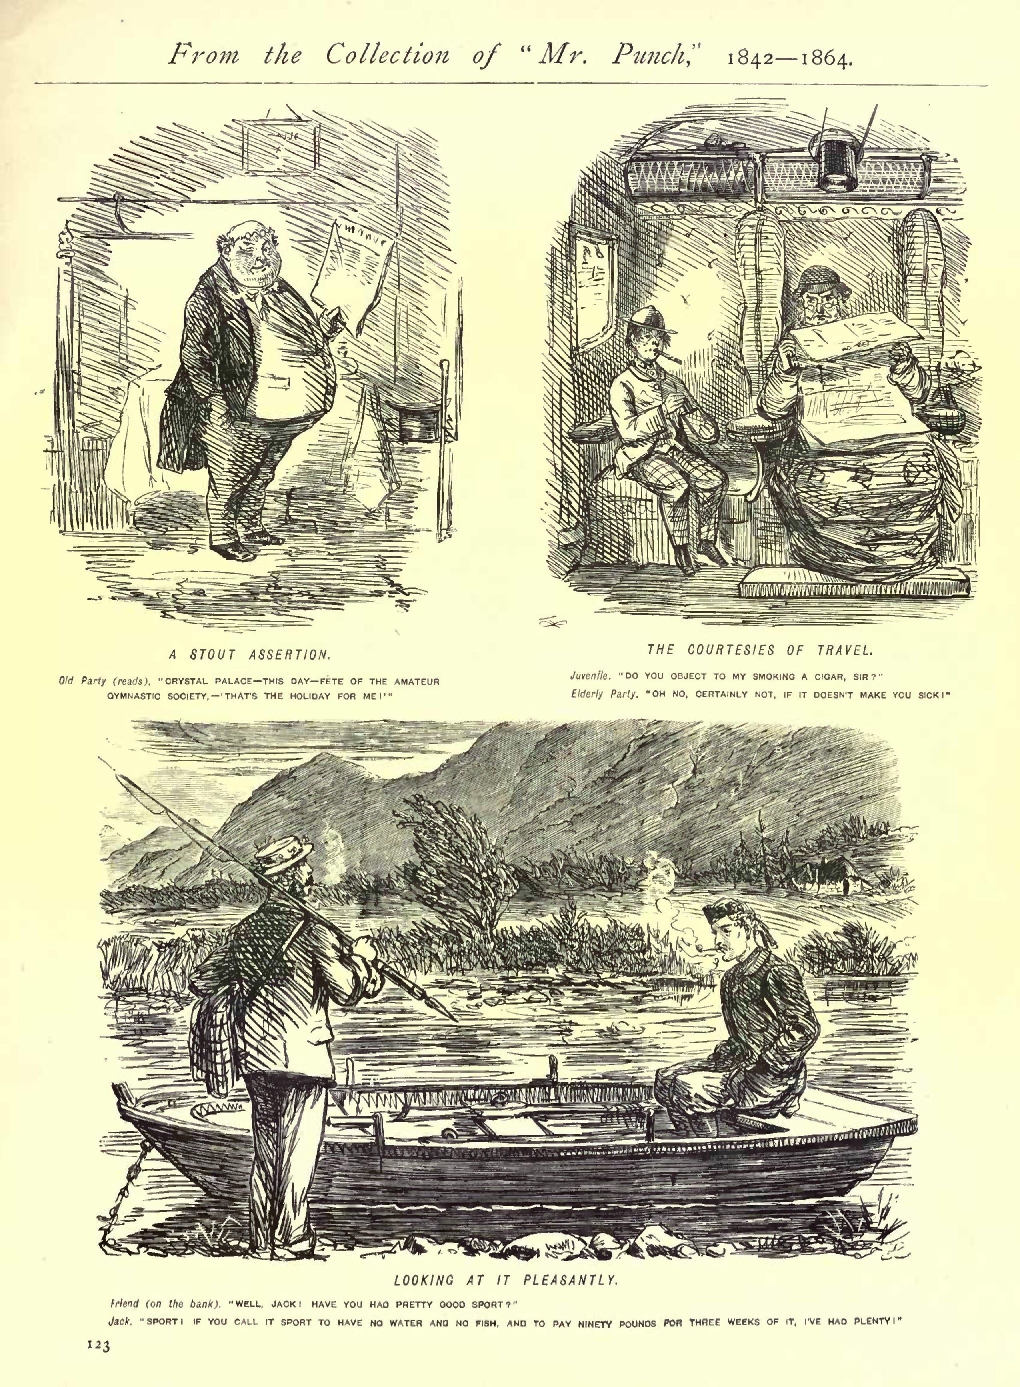 From the Collection of "Mr. Punch," 1842—1864.
A STOUT ASSERTION.
Old Party (reads). "CRYSTAL PALACE—THIS DAY—FÊTE OF THE AMATEUR
GYMNASTIC SOCIETY,—'THAT'S THE HOLIDAY FOR ME!'"
THE COURTESIES OF TRAVEL.
Juvenile. "DO YOU OBJECT TO MY SMOKING A CIGAR, SIR?"
Elderly Party. "OH NO, CERTAINLY NOT, IF IT DOESN'T MAKE YOU SICK!"
LOOKING AT IT PLEASANTLY.
Friend (on the bank). "WELL, JACK! HAVE YOU HAD PRETTY GOOD SPORT?"
Jack. "SPORT! IF YOU CALL IT SPORT TO HAVE NO WATER AND NO FISH, AND TO PAY NINETY POUNDS FOR THREE WEEKS OF IT, I'VE HAD PLENTY!"
123